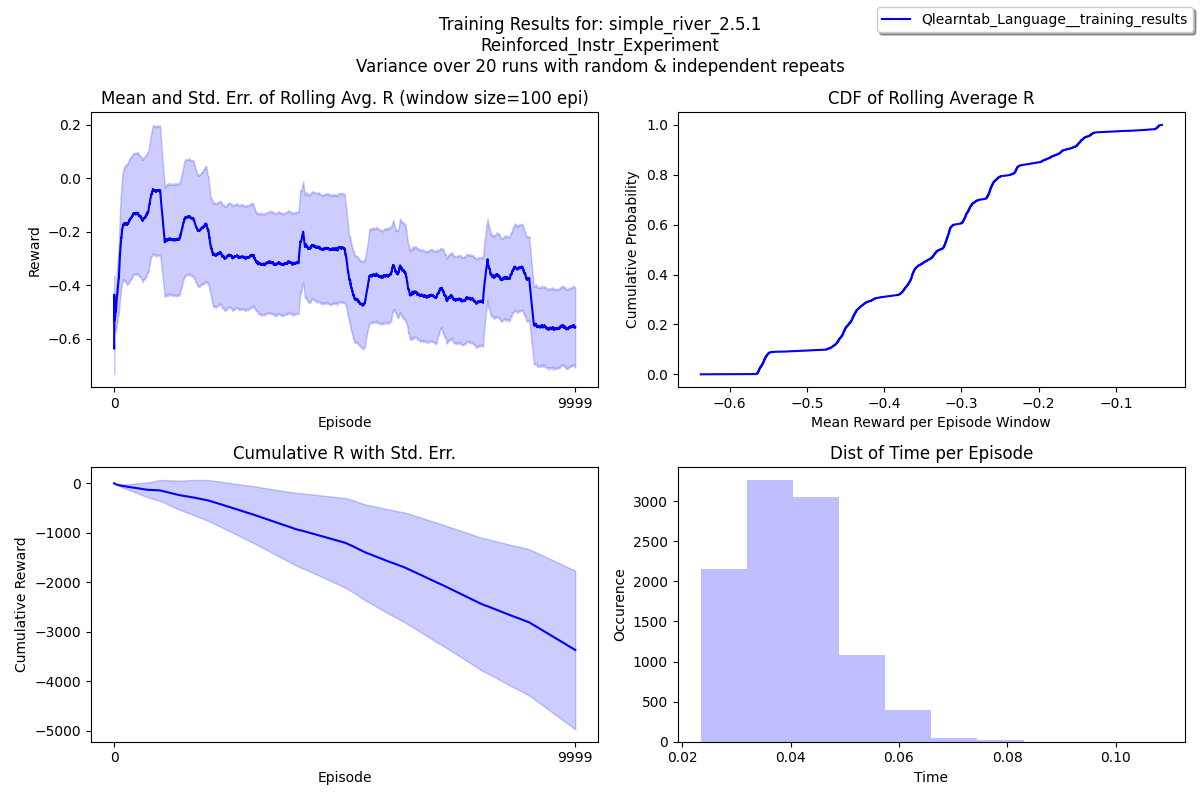 Training Results for: simple_river_2.5.1
Reinforced_Instr_Experiment
Variance over 20 runs with random & independent repeats
Qlearntab_Language__training_results
Mean and Std. Err. of Rolling Avg. R (window size=100 epi)
0.2
0.0
−0.2
−0.4
−0.6
Reward
0
9999
Episode
CDF of Rolling Average R
1.0
0.8
0.6
0.4
0.2
0.0
Cumulative Probability
−0.6
−0.5
−0.4
−0.3
−0.2
−0.1
Mean Reward per Episode Window
Cumulative R with Std. Err.
0
−1000
−2000
−3000
−4000
−5000
Cumulative Reward
0
9999
Episode
Dist of Time per Episode
3000
2500
2000
1500
1000
500
0
Occurence
0.02
0.04
0.06
0.08
0.10
Time